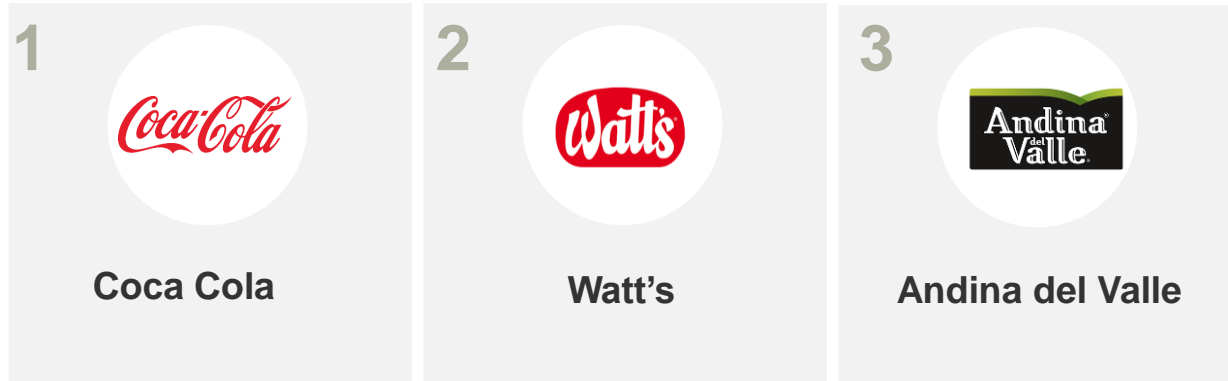 1
Coca-Cola
Coca Cola
2
Watt's
Watt’s
3
Andina
del
Valle
Andina del Valle